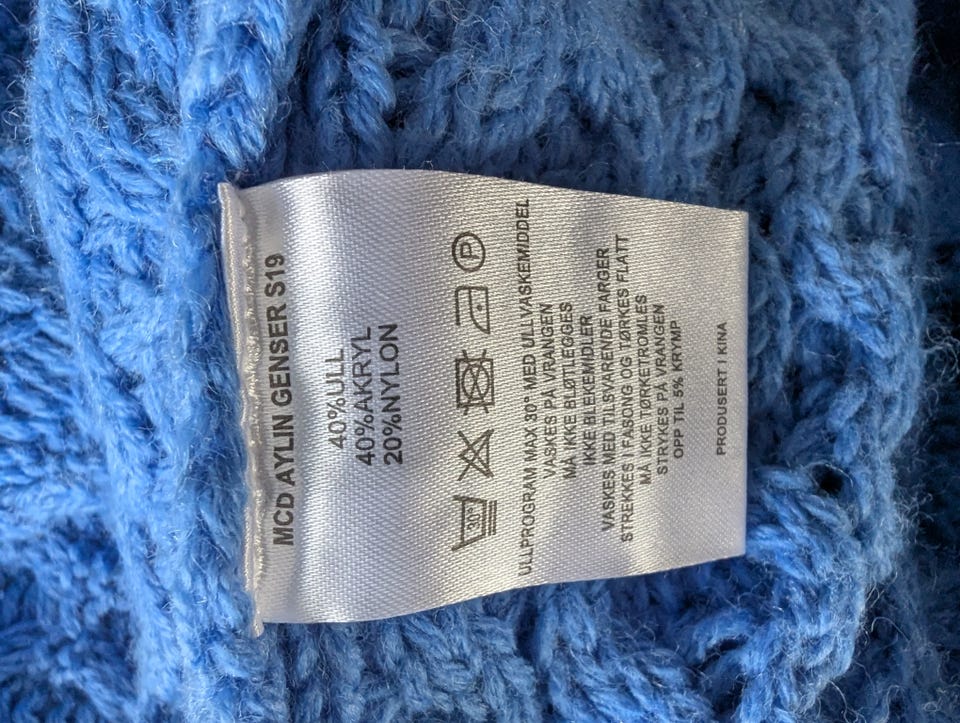 MCD AYLIN GENSER S19
40%ULL
40%AKRYL
20%NYLON
30°
P
ULLPROGRAM MAX 30° MED ULLVASKEMIDDEL
VASKES PÅ VRANGEN
MÅ IKKE BLØTLEGGES
IKKE BLEIKEMIDLER
VASKES MED TILSVARENDE FARGER
STREKKES I FASONG OG TØRKES FLATT
MÅ IKKE TØRKETROMLES
STRYKES PÅ VRANGEN
OPP TIL 5% KRYMP
PRODUSERT I KINA